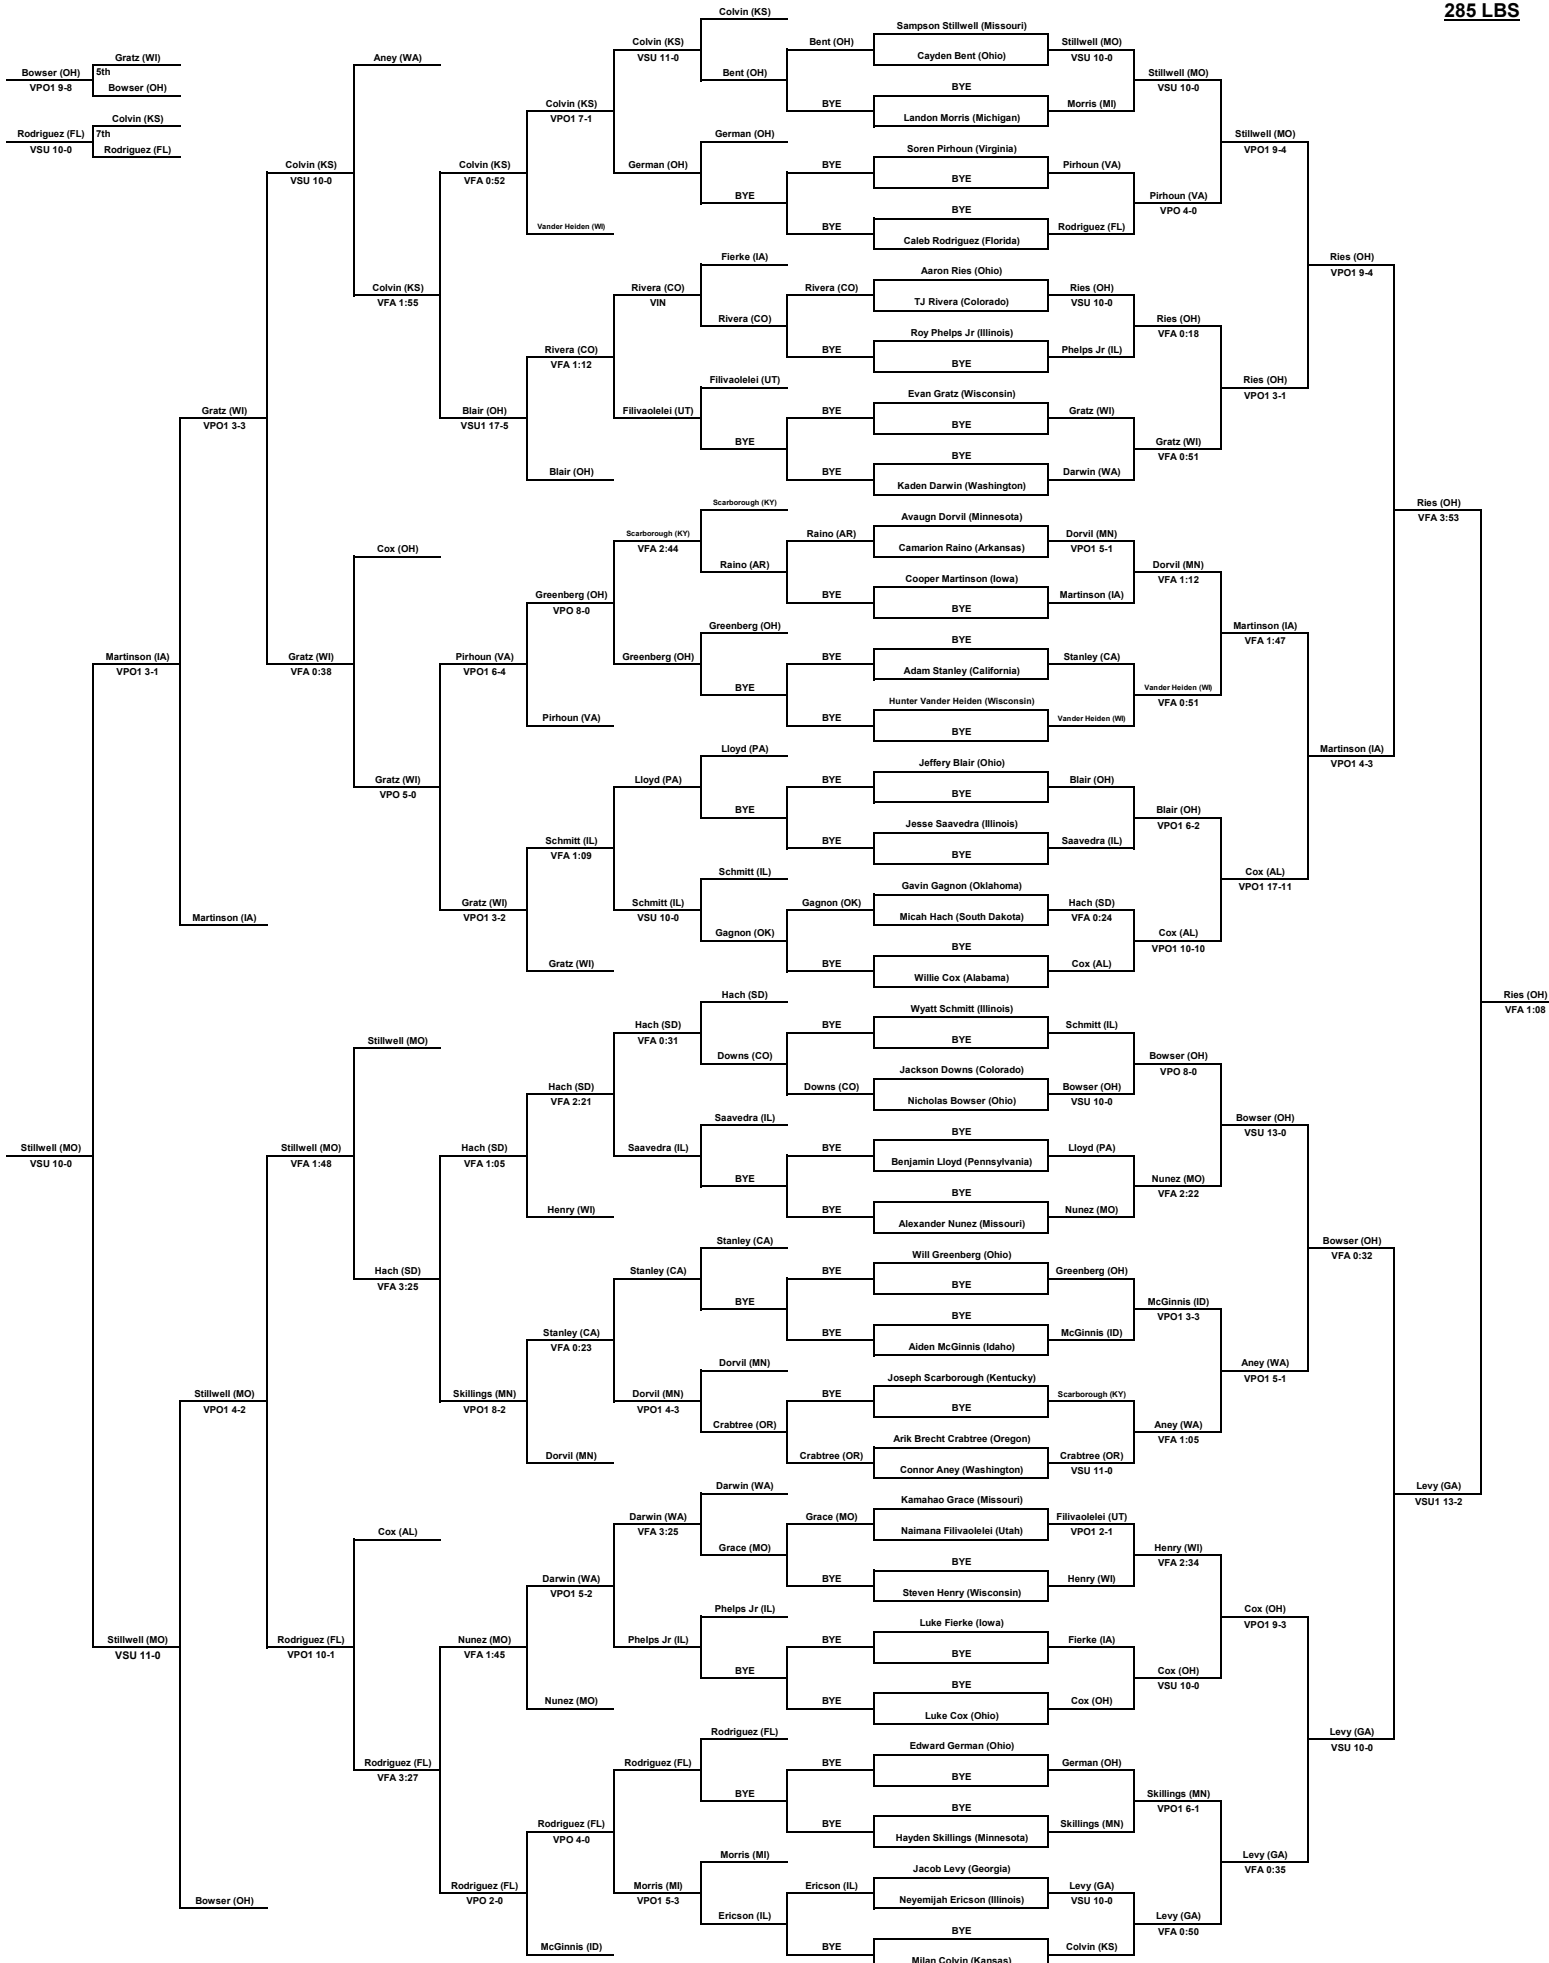 285 LBS
Bowser (OH)
VPO1 9-8
Rodriguez (FL)
VSU 10-0
Stillwell (MO)
VSU 10-0
Gratz (WI)
5th
Bowser (OH)
Colvin (KS)
7th
Rodriguez (FL)
Martinson (IA)
VPO1 3-1
Stillwell (MO)
VSU 11-0
Gratz (WI)
VPO1 3-3
Martinson (IA)
Stillwell (MO)
VPO1 4-2
Bowser (OH)
Colvin (KS)
VSU 10-0
Gratz (WI)
VFA 0:38
Stillwell (MO)
VFA 1:48
Rodriguez (FL)
VPO1 10-1
Aney (WA)
Colvin (KS)
VFA 1:55
Cox (OH)
Gratz (WI)
VPO 5-0
Stillwell (MO)
Hach (SD)
VFA 3:25
Cox (AL)
Rodriguez (FL)
VFA 3:27
Colvin (KS)
VFA 0:52
Blair (OH)
VSU1 17-5
Pirhoun (VA)
VPO1 6-4
Gratz (WI)
VPO1 3-2
Hach (SD)
VFA 1:05
Skillings (MN)
VPO1 8-2
Nunez (MO)
VFA 1:45
Rodriguez (FL)
VPO 2-0
Colvin (KS)
VPO1 7-1
Vander Heiden (WI)
Rivera (CO)
VFA 1:12
Blair (OH)
Greenberg (OH)
VPO 8-0
Pirhoun (VA)
Schmitt (IL)
VFA 1:09
Gratz (WI)
Hach (SD)
VFA 2:21
Henry (WI)
Stanley (CA)
VFA 0:23
Dorvil (MN)
Darwin (WA)
VPO1 5-2
Nunez (MO)
Rodriguez (FL)
VPO 4-0
McGinnis (ID)
Colvin (KS)
VSU 11-0
German (OH)
Rivera (CO)
VIN
Filivaolelei (UT)
Scarborough (KY)
VFA 2:44
Greenberg (OH)
Lloyd (PA)
Schmitt (IL)
VSU 10-0
Hach (SD)
VFA 0:31
Saavedra (IL)
Stanley (CA)
Dorvil (MN)
VPO1 4-3
Darwin (WA)
VFA 3:25
Phelps Jr (IL)
Rodriguez (FL)
Morris (MI)
VPO1 5-3
Colvin (KS)
Bent (OH)
German (OH)
BYE
Fierke (IA)
Rivera (CO)
Filivaolelei (UT)
BYE
Scarborough (KY)
Raino (AR)
Greenberg (OH)
BYE
Lloyd (PA)
BYE
Schmitt (IL)
Gagnon (OK)
Hach (SD)
Downs (CO)
Saavedra (IL)
BYE
Stanley (CA)
BYE
Dorvil (MN)
Crabtree (OR)
Darwin (WA)
Grace (MO)
Phelps Jr (IL)
BYE
Rodriguez (FL)
BYE
Morris (MI)
Ericson (IL)
Bent (OH)
BYE
BYE
BYE
Rivera (CO)
BYE
BYE
BYE
Raino (AR)
BYE
BYE
BYE
BYE
BYE
Gagnon (OK)
BYE
BYE
Downs (CO)
BYE
BYE
BYE
BYE
BYE
Crabtree (OR)
Grace (MO)
BYE
BYE
BYE
BYE
BYE
Ericson (IL)
BYE
Sampson Stillwell (Missouri)
Cayden Bent (Ohio)
BYE
Landon Morris (Michigan)
Soren Pirhoun (Virginia)
BYE
BYE
Caleb Rodriguez (Florida)
Aaron Ries (Ohio)
TJ Rivera (Colorado)
Roy Phelps Jr (Illinois)
BYE
Evan Gratz (Wisconsin)
BYE
BYE
Kaden Darwin (Washington)
Avaugn Dorvil (Minnesota)
Camarion Raino (Arkansas)
Cooper Martinson (Iowa)
BYE
BYE
Adam Stanley (California)
Hunter Vander Heiden (Wisconsin)
BYE
Jeffery Blair (Ohio)
BYE
Jesse Saavedra (Illinois)
BYE
Gavin Gagnon (Oklahoma)
Micah Hach (South Dakota)
BYE
Willie Cox (Alabama)
Wyatt Schmitt (Illinois)
BYE
Jackson Downs (Colorado)
Nicholas Bowser (Ohio)
BYE
Benjamin Lloyd (Pennsylvania)
BYE
Alexander Nunez (Missouri)
Will Greenberg (Ohio)
BYE
BYE
Aiden McGinnis (Idaho)
Joseph Scarborough (Kentucky)
BYE
Arik Brecht Crabtree (Oregon)
Connor Aney (Washington)
Kamahao Grace (Missouri)
Naimana Filivaolelei (Utah)
BYE
Steven Henry (Wisconsin)
Luke Fierke (Iowa)
BYE
BYE
Luke Cox (Ohio)
Edward German (Ohio)
BYE
BYE
Hayden Skillings (Minnesota)
Jacob Levy (Georgia)
Neyemijah Ericson (Illinois)
BYE
Milan Colvin (Kansas)
Stillwell (MO)
VSU 10-0
Morris (MI)
Pirhoun (VA)
Rodriguez (FL)
Ries (OH)
VSU 10-0
Phelps Jr (IL)
Gratz (WI)
Darwin (WA)
Dorvil (MN)
VPO1 5-1
Martinson (IA)
Stanley (CA)
Vander Heiden (WI)
Blair (OH)
Saavedra (IL)
Hach (SD)
VFA 0:24
Cox (AL)
Schmitt (IL)
Bowser (OH)
VSU 10-0
Lloyd (PA)
Nunez (MO)
Greenberg (OH)
McGinnis (ID)
Scarborough (KY)
Crabtree (OR)
VSU 11-0
Filivaolelei (UT)
VPO1 2-1
Henry (WI)
Fierke (IA)
Cox (OH)
German (OH)
Skillings (MN)
Levy (GA)
VSU 10-0
Colvin (KS)
Stillwell (MO)
VSU 10-0
Pirhoun (VA)
VPO 4-0
Ries (OH)
VFA 0:18
Gratz (WI)
VFA 0:51
Dorvil (MN)
VFA 1:12
Vander Heiden (WI)
VFA 0:51
Blair (OH)
VPO1 6-2
Cox (AL)
VPO1 10-10
Bowser (OH)
VPO 8-0
Nunez (MO)
VFA 2:22
McGinnis (ID)
VPO1 3-3
Aney (WA)
VFA 1:05
Henry (WI)
VFA 2:34
Cox (OH)
VSU 10-0
Skillings (MN)
VPO1 6-1
Levy (GA)
VFA 0:50
Stillwell (MO)
VPO1 9-4
Ries (OH)
VPO1 3-1
Martinson (IA)
VFA 1:47
Cox (AL)
VPO1 17-11
Bowser (OH)
VSU 13-0
Aney (WA)
VPO1 5-1
Cox (OH)
VPO1 9-3
Levy (GA)
VFA 0:35
Ries (OH)
VPO1 9-4
Martinson (IA)
VPO1 4-3
Bowser (OH)
VFA 0:32
Levy (GA)
VSU 10-0
Ries (OH)
VFA 3:53
Levy (GA)
VSU1 13-2
Ries (OH)
VFA 1:08